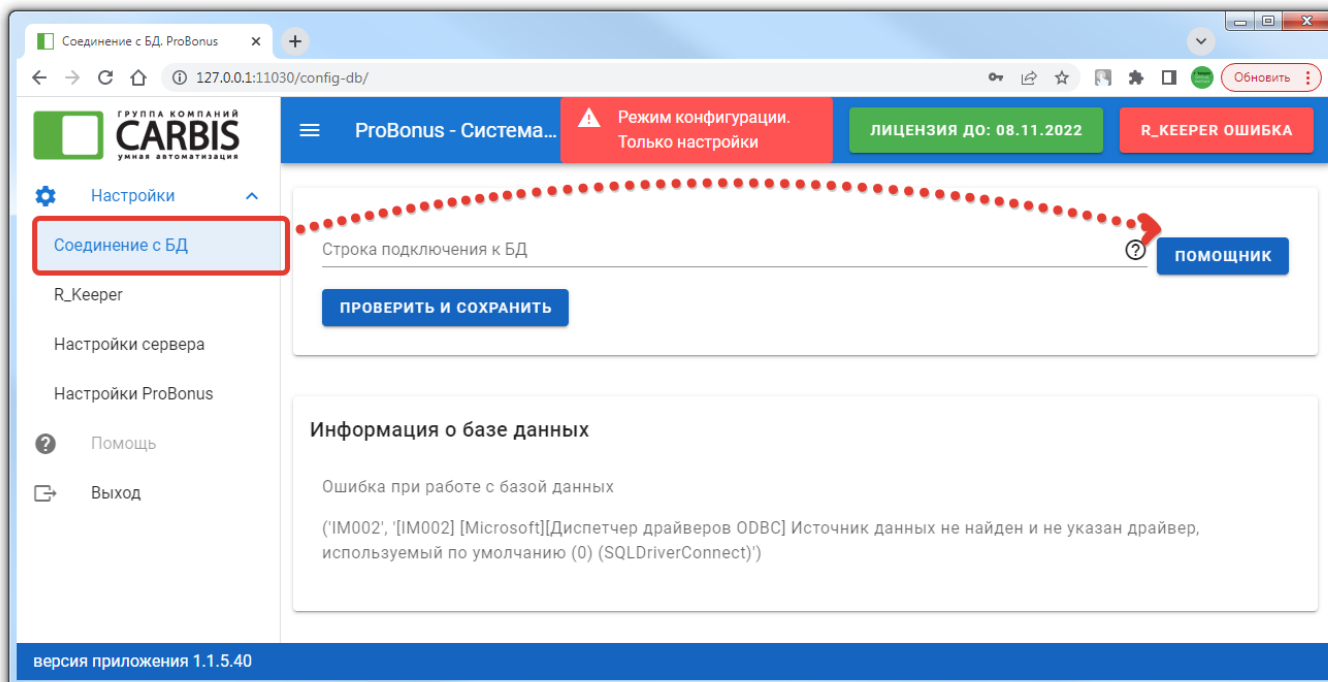 Соединение с БД. ProBonus
127.0.0.1:11030/config-db/
Обновить
ГРУППА КОМПАНИЙ
CARBIS
умная автоматизация
ProBonus - Система...
Режим конфигурации.
Только настройки
ЛИЦЕНЗИЯ ДО: 08.11.2022
R_KEEPER ОШИБКА
Настройки
Соединение с БД
R_Keeper
Настройки сервера
Настройки ProBonus
Помощь
Выход
Строка подключения к БД
ПОМОЩНИК
ПРОВЕРИТЬ И СОХРАНИТЬ
Информация о базе данных
Ошибка при работе с базой данных
('IM002', '[IM002] [Microsoft][Диспетчер драйверов ODBC] Источник данных не найден и не указан драйвер,
используемый по умолчанию (0) (SQLDriverConnect)')
версия приложения 1.1.5.40